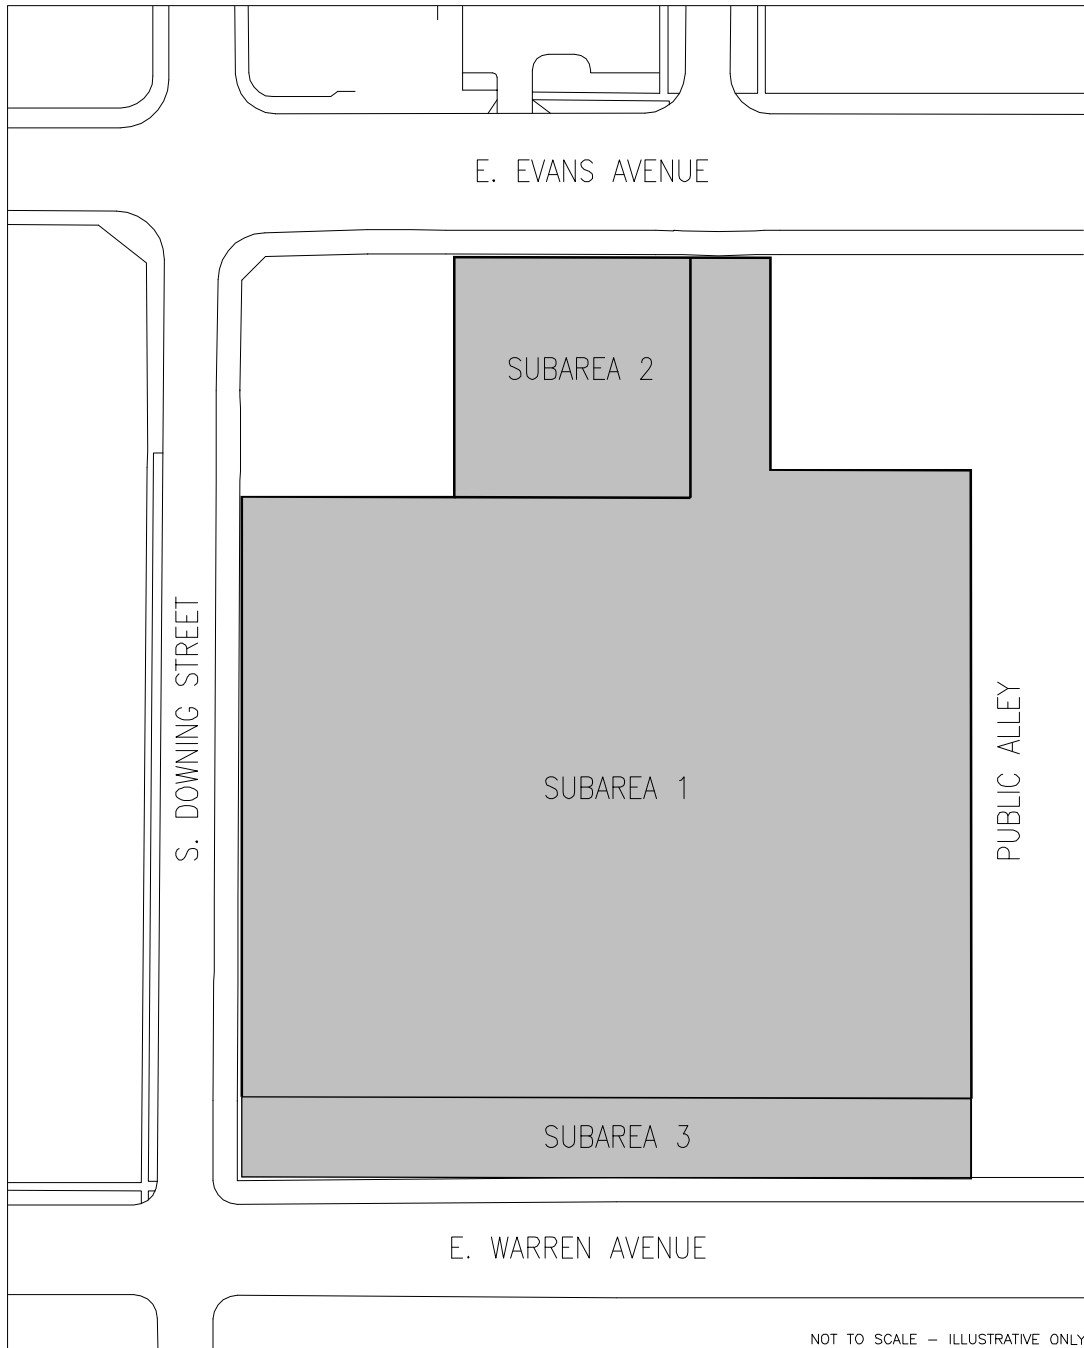 E. EVANS AVENUE
SUBAREA 2
S. DOWNING STREET
SUBAREA 1
PUBLIC ALLEY
SUBAREA 3
E. WARREN AVENUE
NOT TO SCALE – ILLUSTRATIVE ONLY